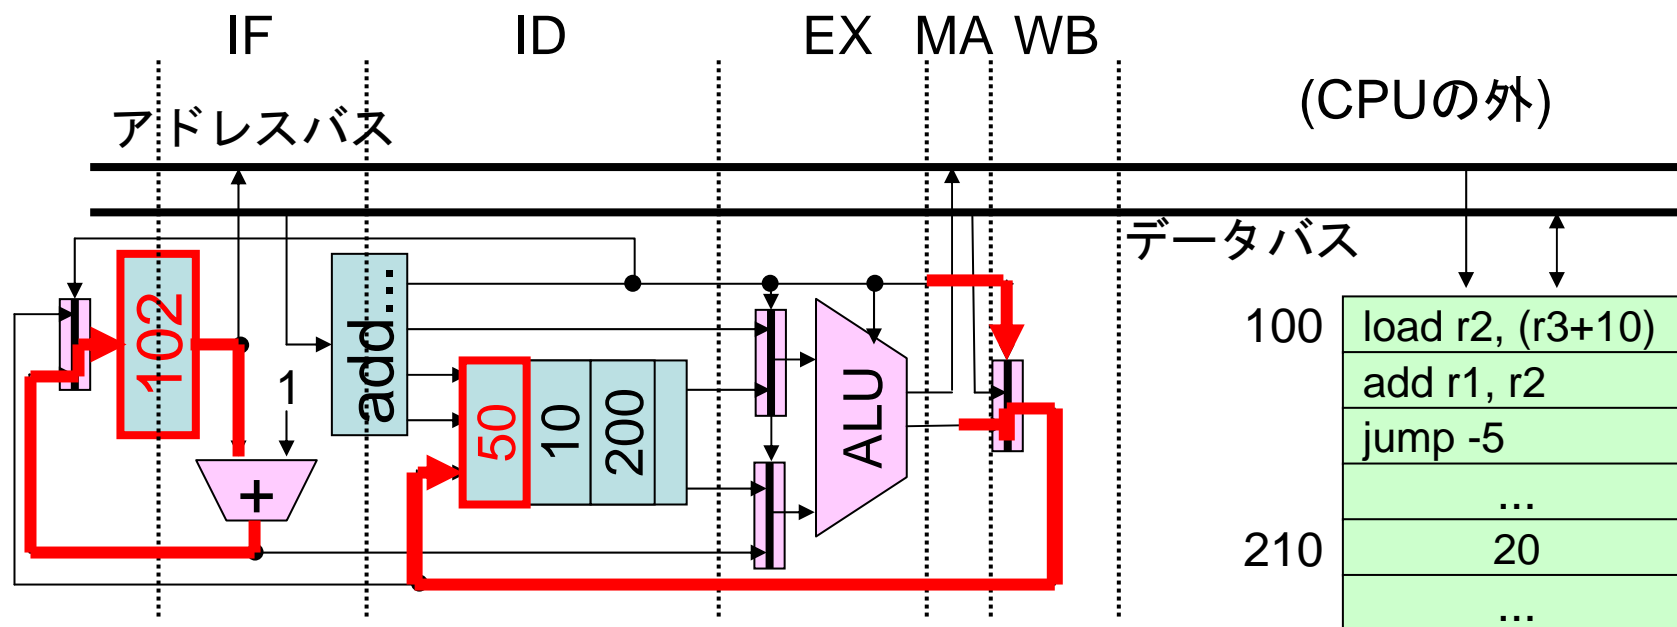 IF ID EX MA WB
(CPUの外)
アドレスバス
データバス
102
1
+
add...
50 10 200
ALU
100 load r2, (r3+10)
add r1, r2
jump -5
...
210 20
...